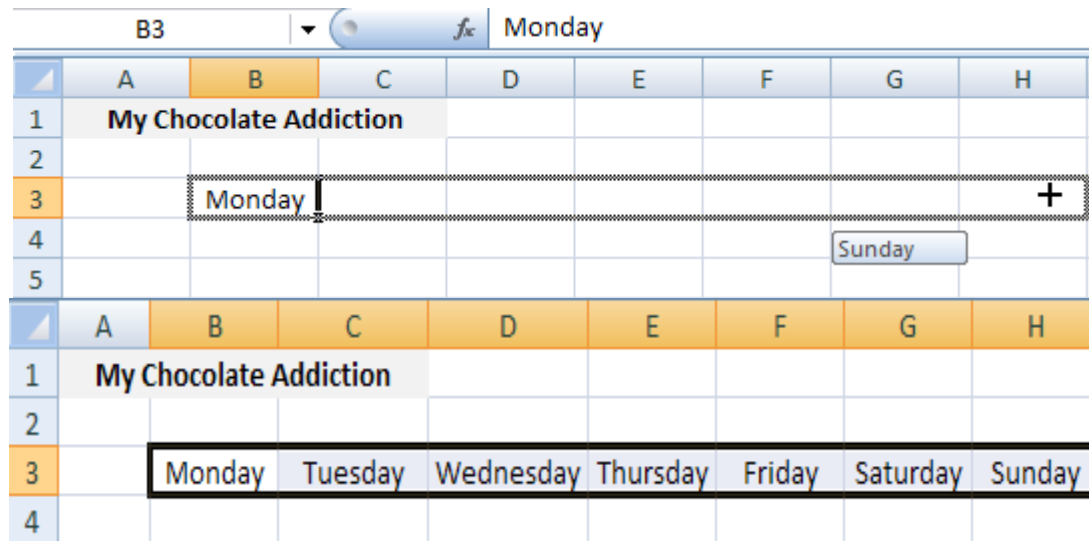 B3 fx Monday
A B C D E F G H
1 My Chocolate Addiction
2
3 Monday
4 Sunday
5
A B C D E F G H
1 My Chocolate Addiction
2
3 Monday Tuesday Wednesday Thursday Friday Saturday Sunday
4